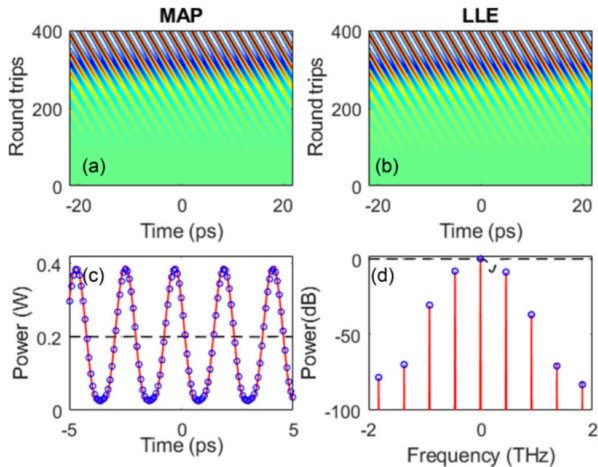 MAP LLE
400
200
0
Round trips
(a)
-20 0 20
Time (ps)
400
200
0
Round trips
(b)
-20 0 20
Time (ps)
0.4
0.2
0
Power (W)
(c)
-5 0 5
Time (ps)
0
-50
-100
Power(dB)
(d)
-2 0 2
Frequency (THz)